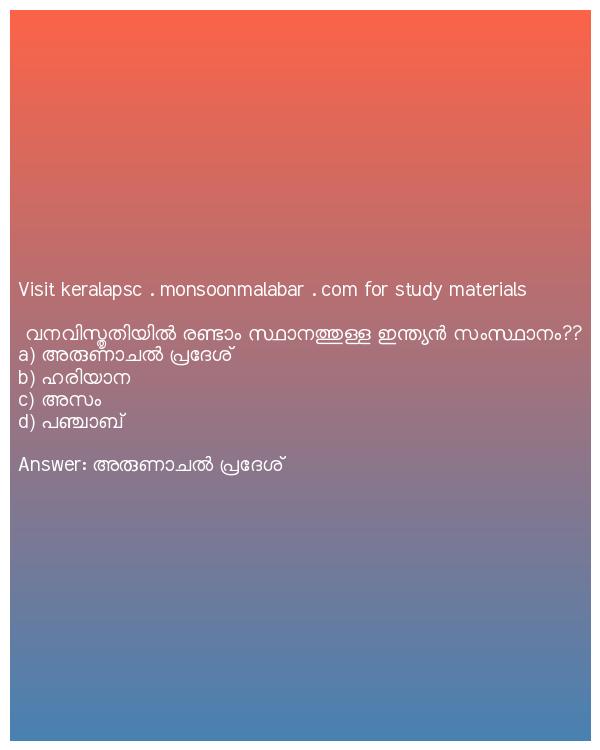 Visit keralapsc . monsoonmalabar . com for study materials
വനവിസ്തൃതിയിൽ രണ്ടാം സ്ഥാനത്തുള്ള ഇന്ത്യൻ സംസ്ഥാനം??
a) അരുണാചൽ പ്രദേശ്
b) ഹരിയാന
c) അസം
d) പഞ്ചാബ്
Answer: അരുണാചൽ പ്രദേശ്